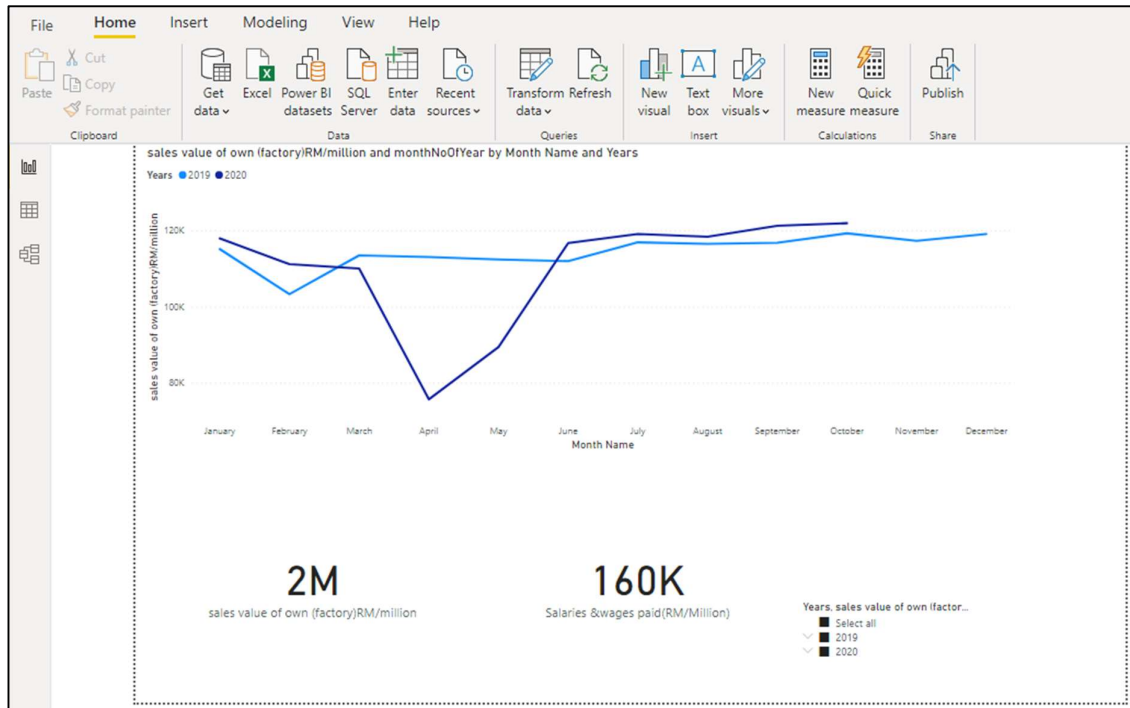 File Home Insert Modeling View Help
Paste
Cut
Copy
Format painter
Clipboard
Get data
Excel
Power BI datasets
SQL Server
Enter data
Recent sources
Data
Transform data
Refresh
Queries
New visual
Text box
A
More visuals
Insert
New measure
Quick measure
Calculations
Publish
Share
sales value of own (factory)RM/million and monthNoOfYear by Month Name and Years
Years 2019 2020
sales value of own (factory)RM/million
120K
100K
80K
January February March April May June July August September October November December
Month Name
2M
sales value of own (factory)RM/million
160K
Salaries &wages paid(RM/Million)
Years, sales value of own (factor...
Select all
2019
2020